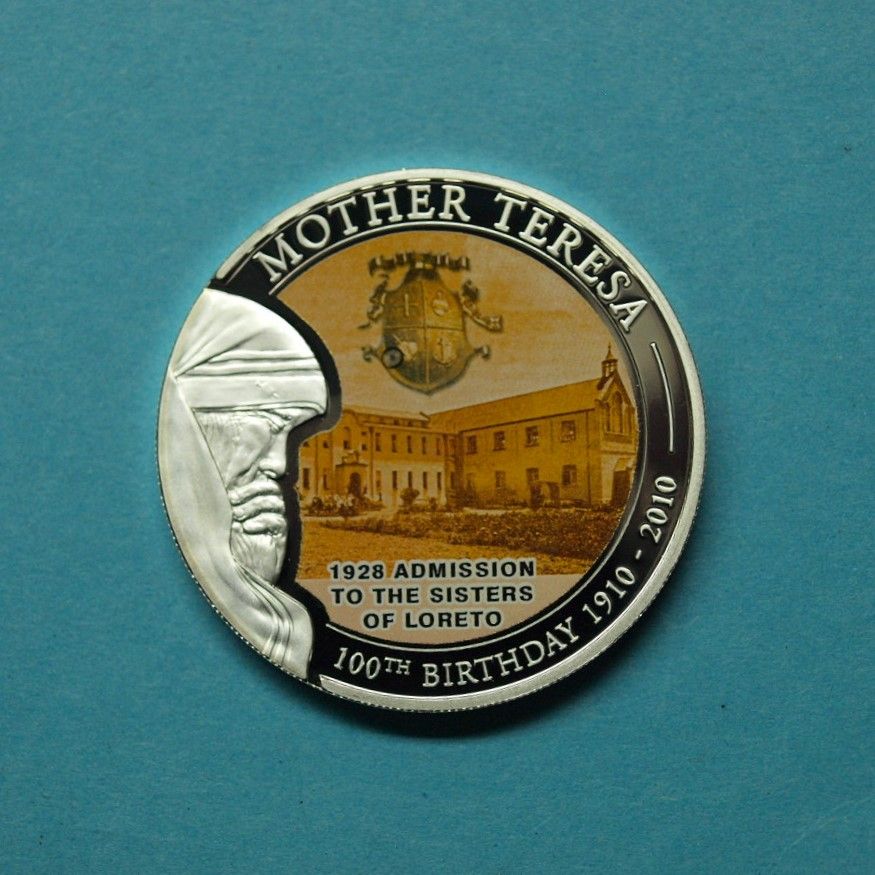 MOTHER TERESA
1928 ADMISSION
TO THE SISTERS
OF LORETO
100TH BIRTHDAY 1910 - 2010